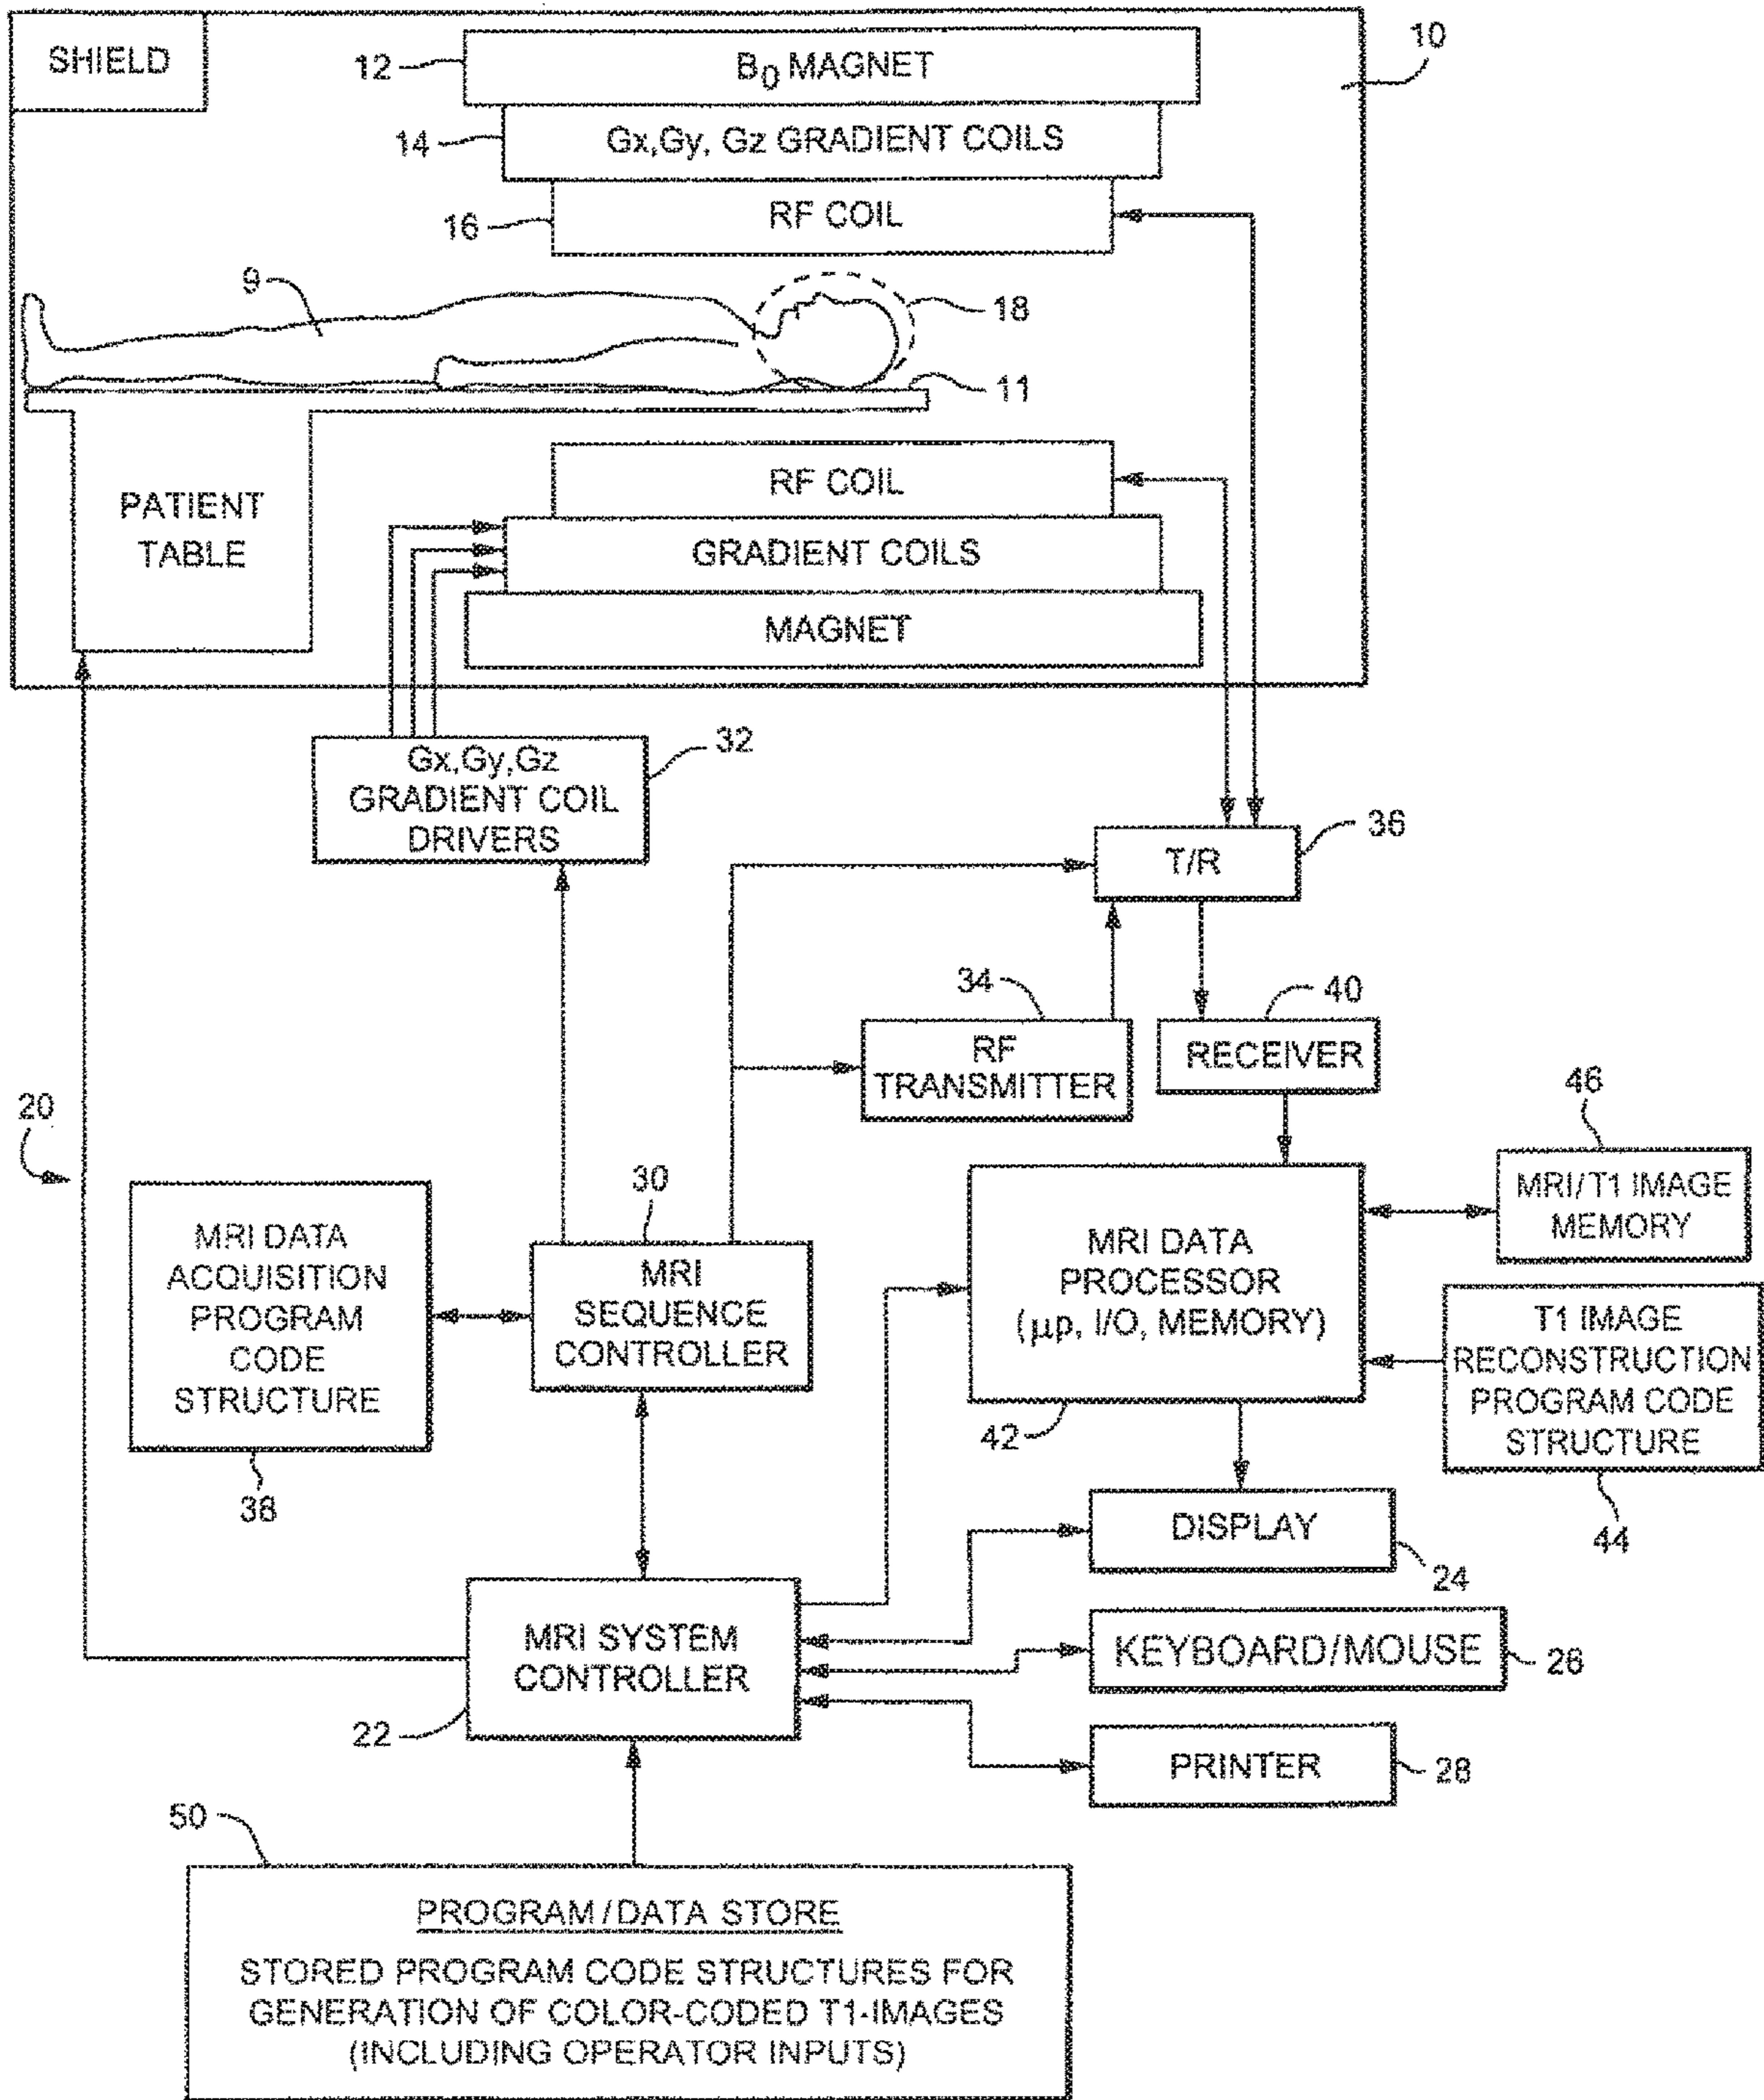 SHIELD
10
12
B0 MAGNET
14
Gx,Gy, Gz GRADIENT COILS
16
RF COIL
9
18
11
PATIENT
TABLE
RF COIL
GRADIENT COILS
MAGNET
32
Gx,Gy,Gz
GRADIENT COIL
DRIVERS
36
T/R
34
RF
TRANSMITTER
40
RECEIVER
20
46
MRI/T1 IMAGE
MEMORY
30
MRI
SEQUENCE
CONTROLLER
MRI DATA
ACQUISITION
PROGRAM
CODE
STRUCTURE
38
MRI DATA
PROCESSOR
(μp, I/O, MEMORY)
42
T1 IMAGE
RECONSTRUCTION
PROGRAM CODE
STRUCTURE
44
DISPLAY
24
MRI SYSTEM
CONTROLLER
22
KEYBOARD/MOUSE
26
PRINTER
28
50
PROGRAM/DATA STORE
STORED PROGRAM CODE STRUCTURES FOR
GENERATION OF COLOR-CODED T1-IMAGES
(INCLUDING OPERATOR INPUTS)